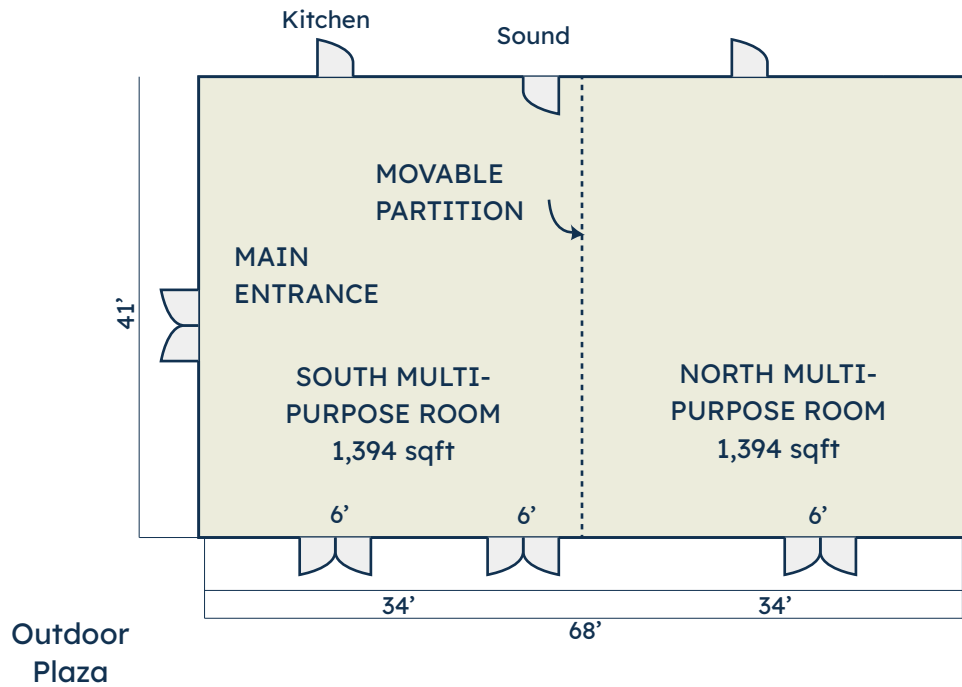 Kitchen
Sound
MOVABLE
PARTITION
MAIN
ENTRANCE
41’
SOUTH MULTI-
PURPOSE ROOM
1,394 sqft
NORTH MULTI-
PURPOSE ROOM
1,394 sqft
6’
6’
6’
34’
34’
68’
Outdoor
Plaza